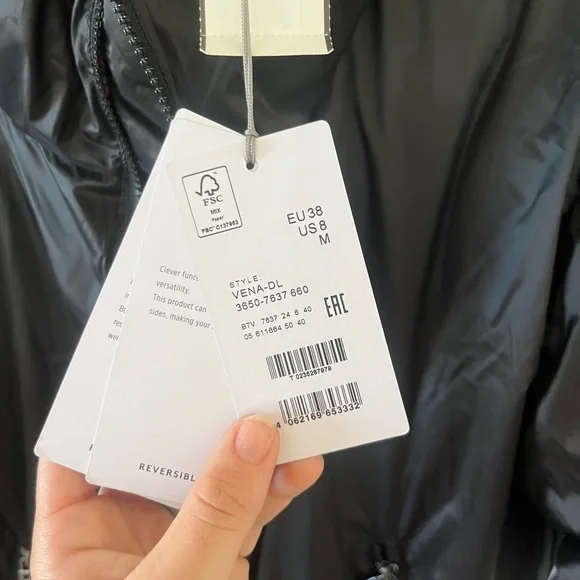 FSC
MIX
Paper
FSC® C137982
EU 38
US 8
M
STYLE:
VENA-DL
3650-7637 660
BTV 7637 24 6 40
05 611664 50 40
EAC
T 0235287979
4 062169 653332
Clever func
versatility.
This product can
sides, making your
REVERSIBL